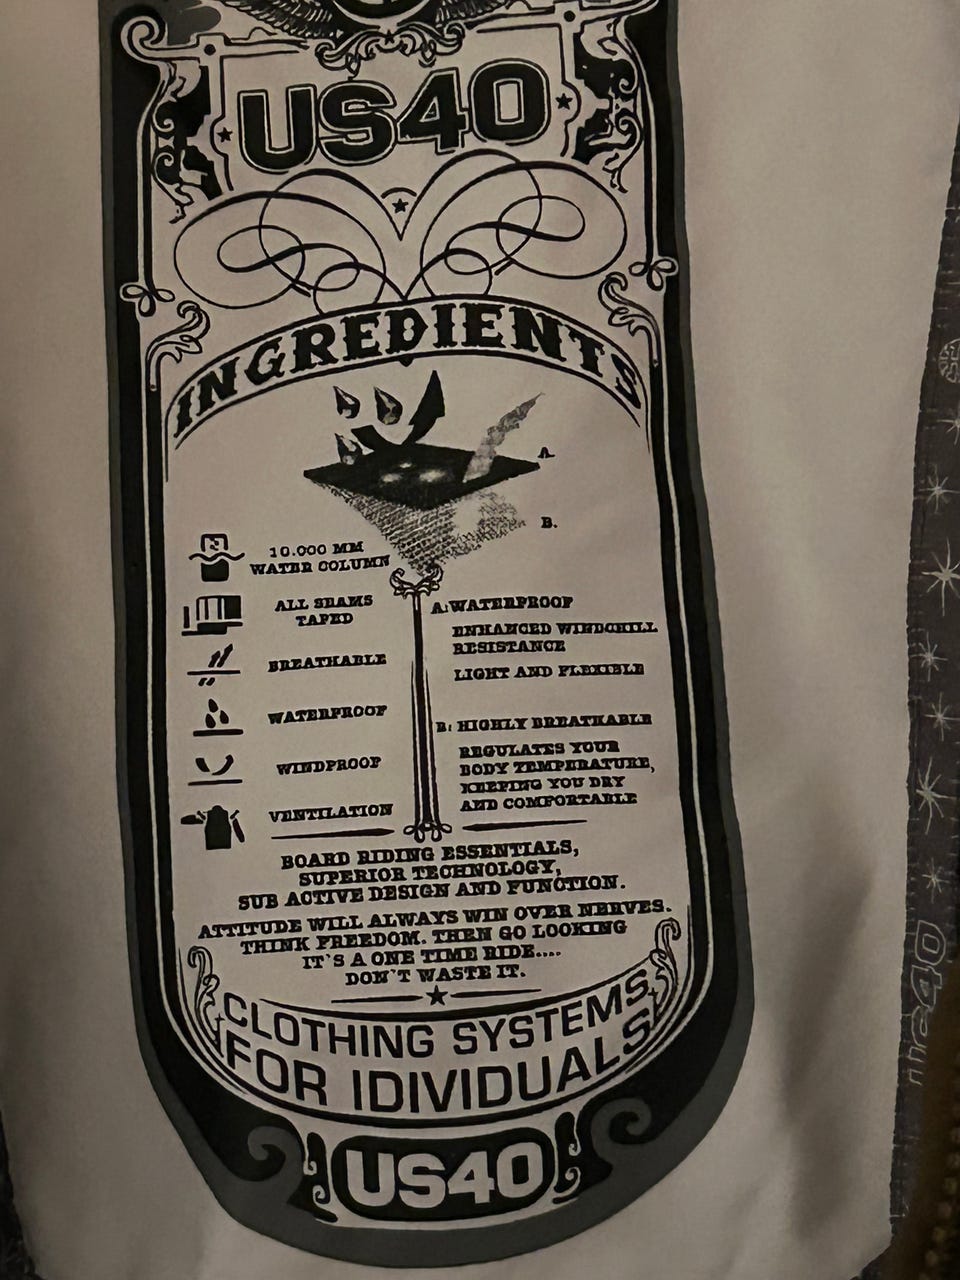 US40
INGREDIENTS
A.
B.
10.000 MM
WATER COLUMN
ALL SEAMS
TAPED
BREATHABLE
WATERPROOF
WINDPROOF
VENTILATION
A:WATERPROOF
ENHANCED WINDCHILL
RESISTANCE
LIGHT AND FLEXIBLE
B: HIGHLY BREATHABLE
REGULATES YOUR
BODY TEMPERATURE,
KEEPING YOU DRY
AND COMFORTABLE
BOARD RIDING ESSENTIALS,
SUPERIOR TECHNOLOGY,
SUB ACTIVE DESIGN AND FUNCTION.
ATTITUDE WILL ALWAYS WIN OVER NERVES.
THINK FREEDOM. THEN GO LOOKING
IT'S A ONE TIME RIDE....
DON'T WASTE IT.
CLOTHING SYSTEMS
FOR IDIVIDUALS
US40
us40